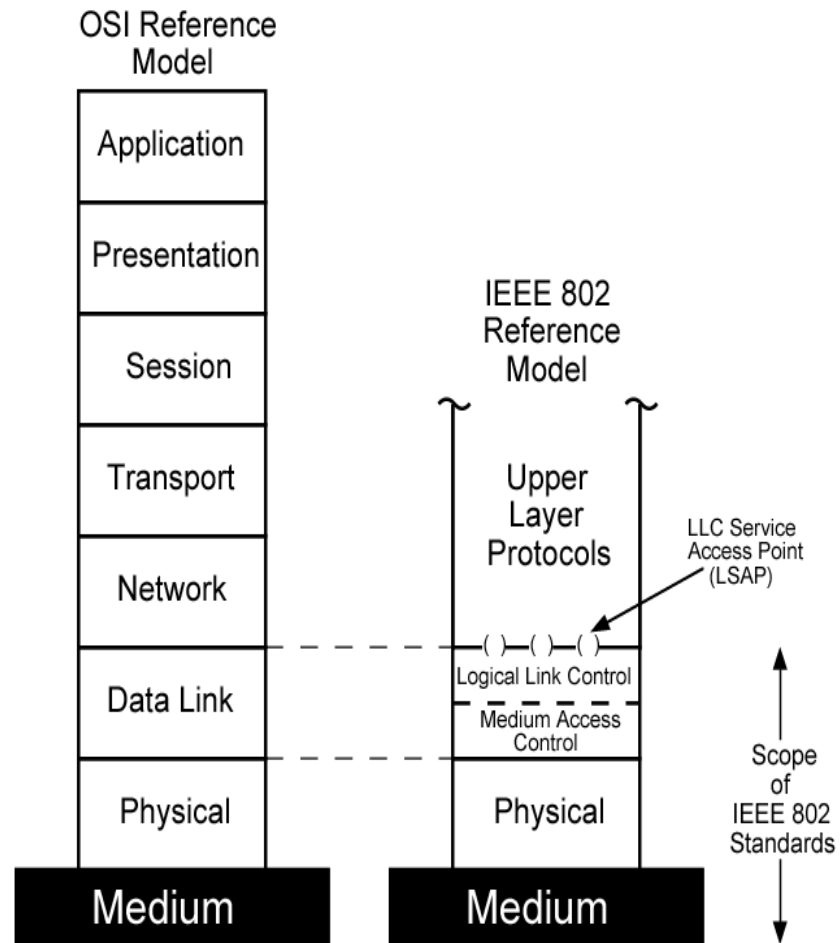 OSI Reference
Model
Application
Presentation
Session
Transport
Network
Data Link
Physical
Medium
IEEE 802
Reference
Model
Upper
Layer
Protocols
LLC Service
Access Point
(LSAP)
( ) ( ) ( )
Logical Link Control
Medium Access
Control
Physical
Medium
Scope
of
IEEE 802
Standards